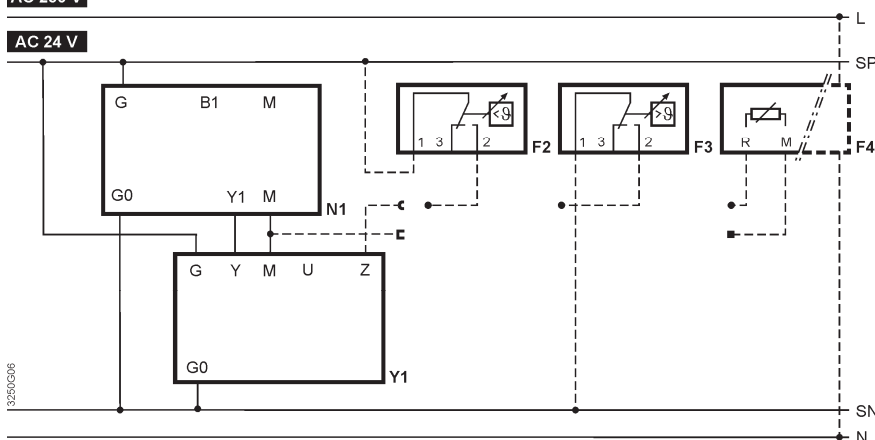 AC 230 V
L
AC 24 V
SP
G B1 M
G0 Y1 M
N1
1 3 2
<ϑ
F2
1 3 2
>ϑ
F3
R M
F4
G Y M U Z
G0
Y1
3250G06
SN
N